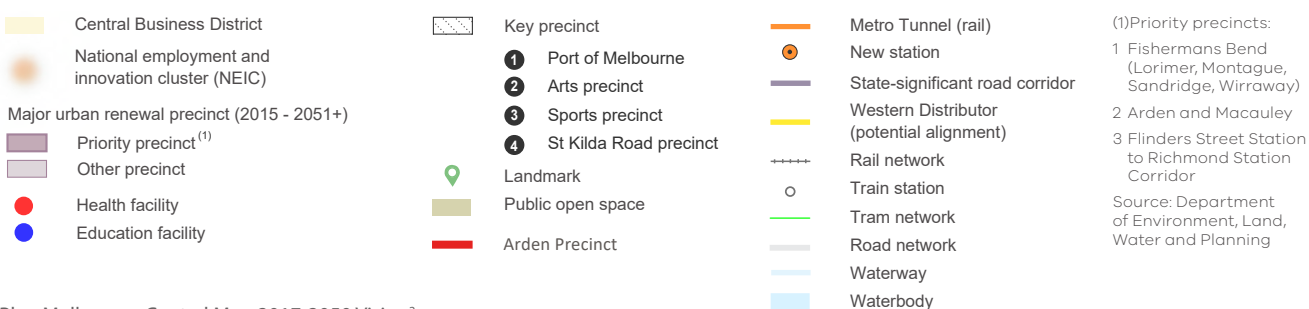 Central Business District
National employment and
innovation cluster (NEIC)
Major urban renewal precinct (2015 - 2051+)
Priority precinct (1)
Other precinct
Health facility
Education facility
Key precinct
1 Port of Melbourne
2 Arts precinct
3 Sports precinct
4 St Kilda Road precinct
Landmark
Public open space
Arden Precinct
Metro Tunnel (rail)
New station
State-significant road corridor
Western Distributor
(potential alignment)
Rail network
Train station
Tram network
Road network
Waterway
Waterbody
(1)Priority precincts:
1 Fishermans Bend
(Lorimer, Montague,
Sandridge, Wirraway)
2 Arden and Macauley
3 Flinders Street Station
to Richmond Station
Corridor
Source: Department
of Environment, Land,
Water and Planning